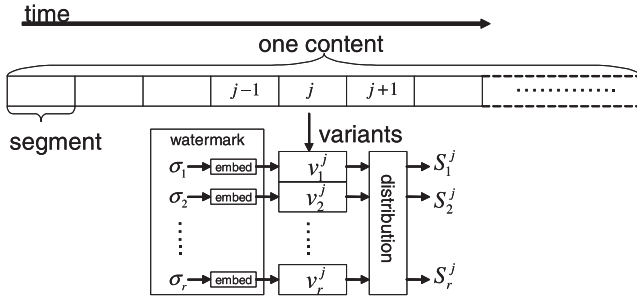 time
one content
j−1 j j+1 ··············
segment
variants
watermark
σ₁ embed v₁ʲ S₁ʲ
σ₂ embed v₂ʲ S₂ʲ
distribution
σᵣ embed vᵣʲ Sᵣʲ